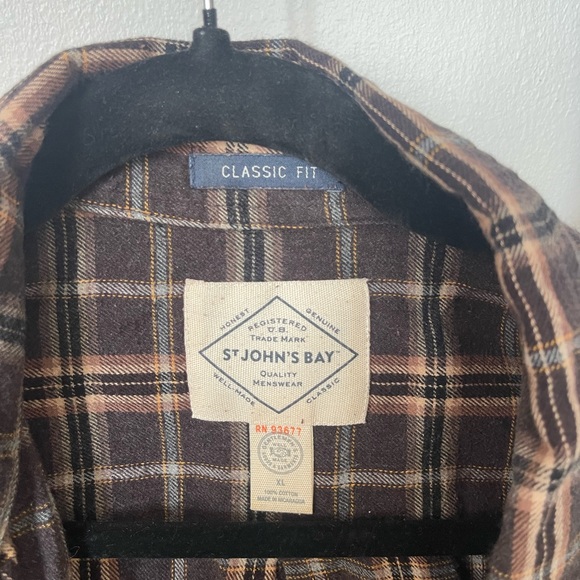 CLASSIC FIT
HONEST
GENUINE
REGISTERED
U.B.
TRADE MARK
ST JOHN'S BAY™
QUALITY
MENSWEAR
WELL-MADE
CLASSIC
RN 93677
XL
100% COTTON
MADE IN NICARAGUA